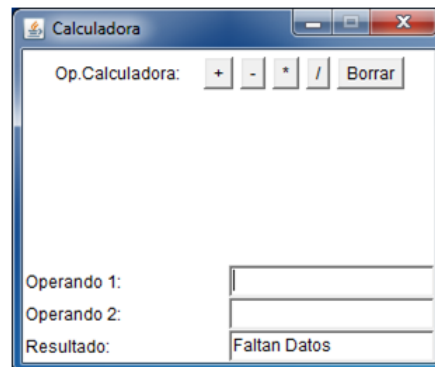 Calculadora
Op.Calculadora: + - * / Borrar
Operando 1:
Operando 2:
Resultado: Faltan Datos